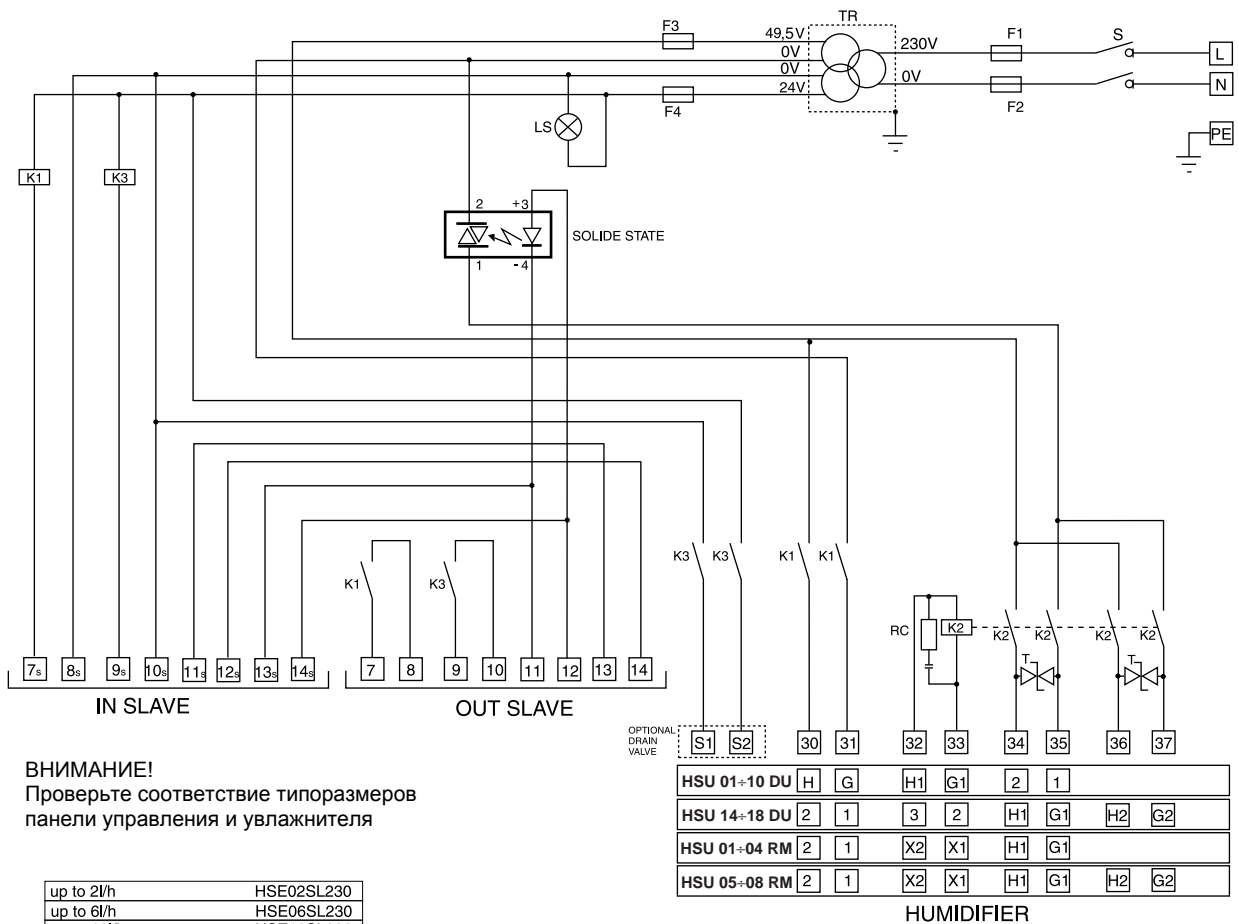 TR
F3 49,5V 230V F1 S
0V L
0V 0V N
24V
F4 F2
LS PE
K1 K3
2 +3
SOLIDE STATE
1 -4
K3 K3 K1 K1
K1 K3
RC K2 K2 K2 K2 K2
T T
7s 8s 9s 10s 11s 12s 13s 14s 7 8 9 10 11 12 13 14
IN SLAVE OUT SLAVE
OPTIONAL
DRAIN
VALVE
S1 S2 30 31 32 33 34 35 36 37
HSU 01÷10 DU H G H1 G1 2 1
HSU 14÷18 DU 2 1 3 2 H1 G1 H2 G2
HSU 01÷04 RM 2 1 X2 X1 H1 G1
HSU 05÷08 RM 2 1 X2 X1 H1 G1 H2 G2
HUMIDIFIER
ВНИМАНИЕ!
Проверьте соответствие типоразмеров
панели управления и увлажнителя
up to 2l/h HSE02SL230
up to 6l/h HSE06SL230